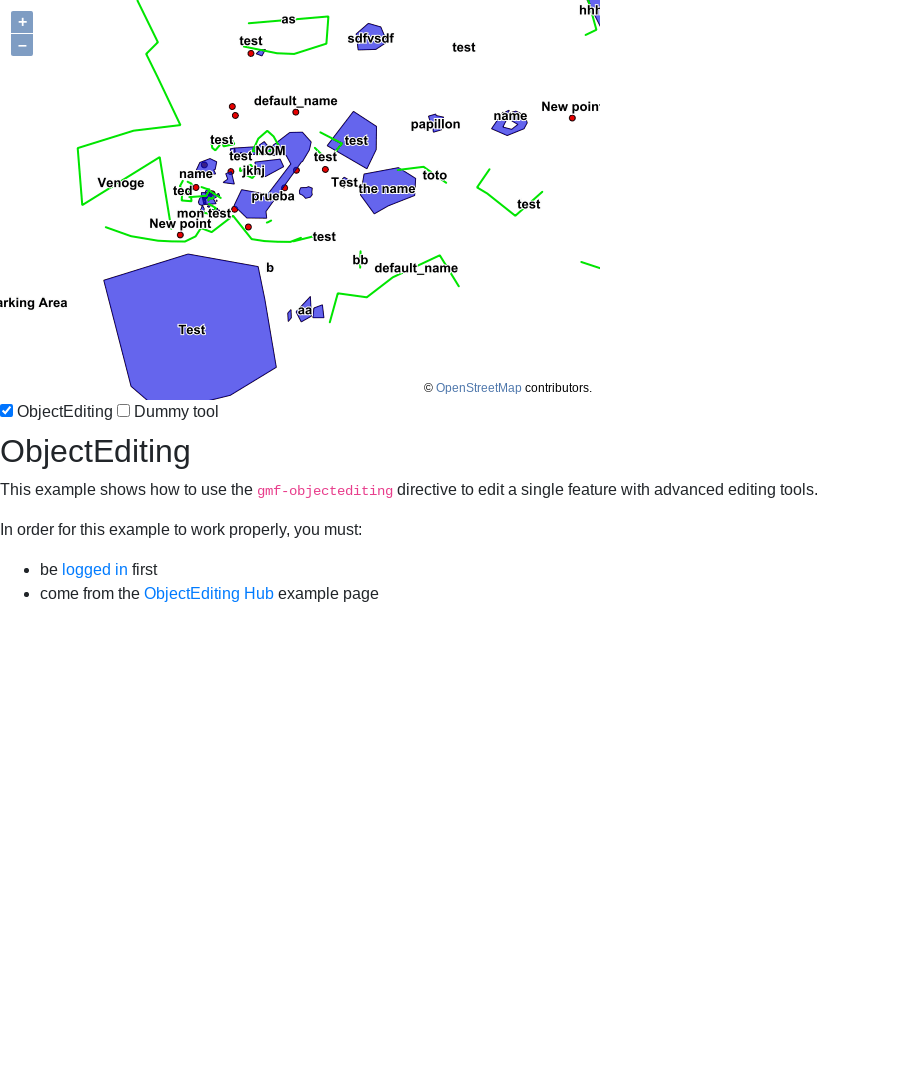 +
–
as
hhh
test
sdfvsdf
test
default_name
New point
papillon
name
test
NOM
test
test
test
jkhj
name
toto
Venoge
Test
the name
ted
prueba
test
mon test
New point
test
bb
b
default_name
arking Area
aa
Test
© OpenStreetMap contributors.
ObjectEditing Dummy tool
ObjectEditing
This example shows how to use the gmf-objectediting directive to edit a single feature with advanced editing tools.
In order for this example to work properly, you must:
be logged in first
come from the ObjectEditing Hub example page